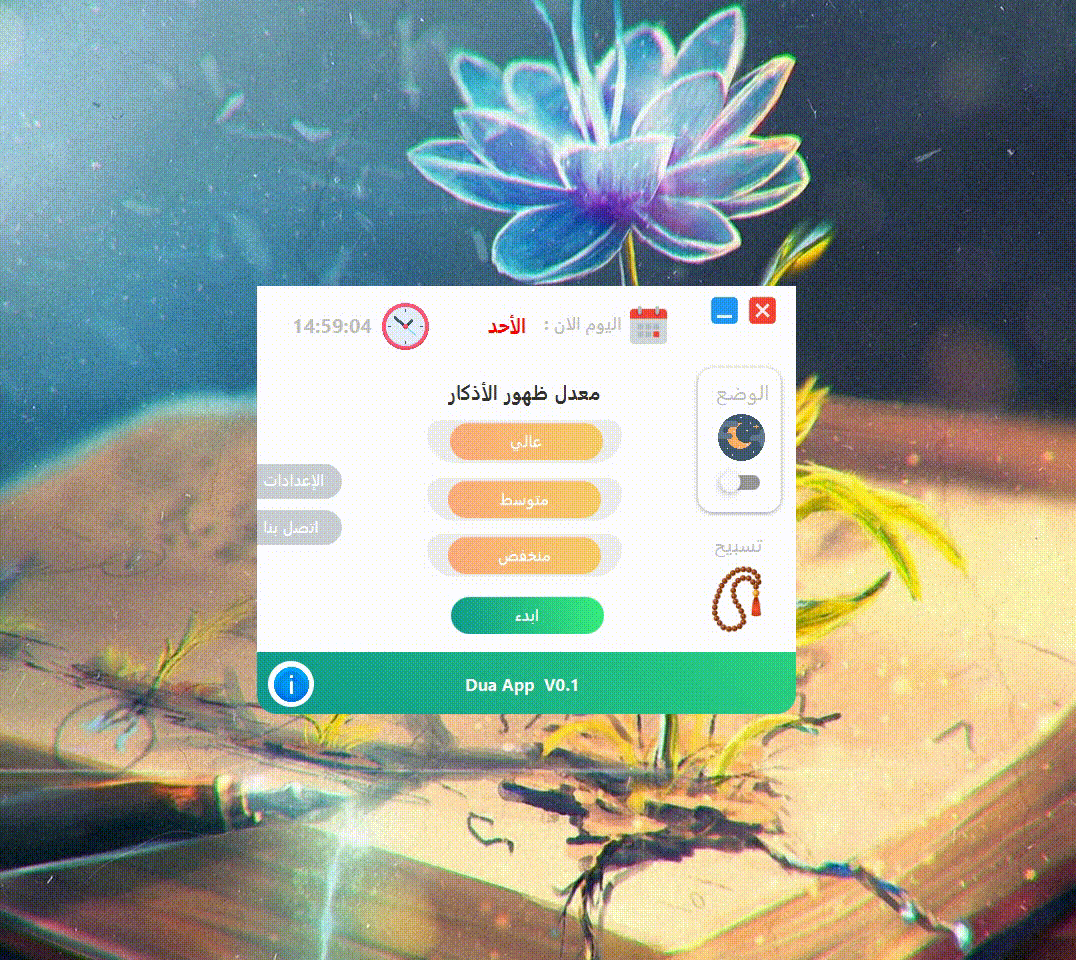 اليوم الان : الأحد
14:59:04
الوضع
معدل ظهور الأذكار
عالي
متوسط
منخفض
ابدء
تسبيح
الإعدادات
اتصل بنا
Dua App V0.1